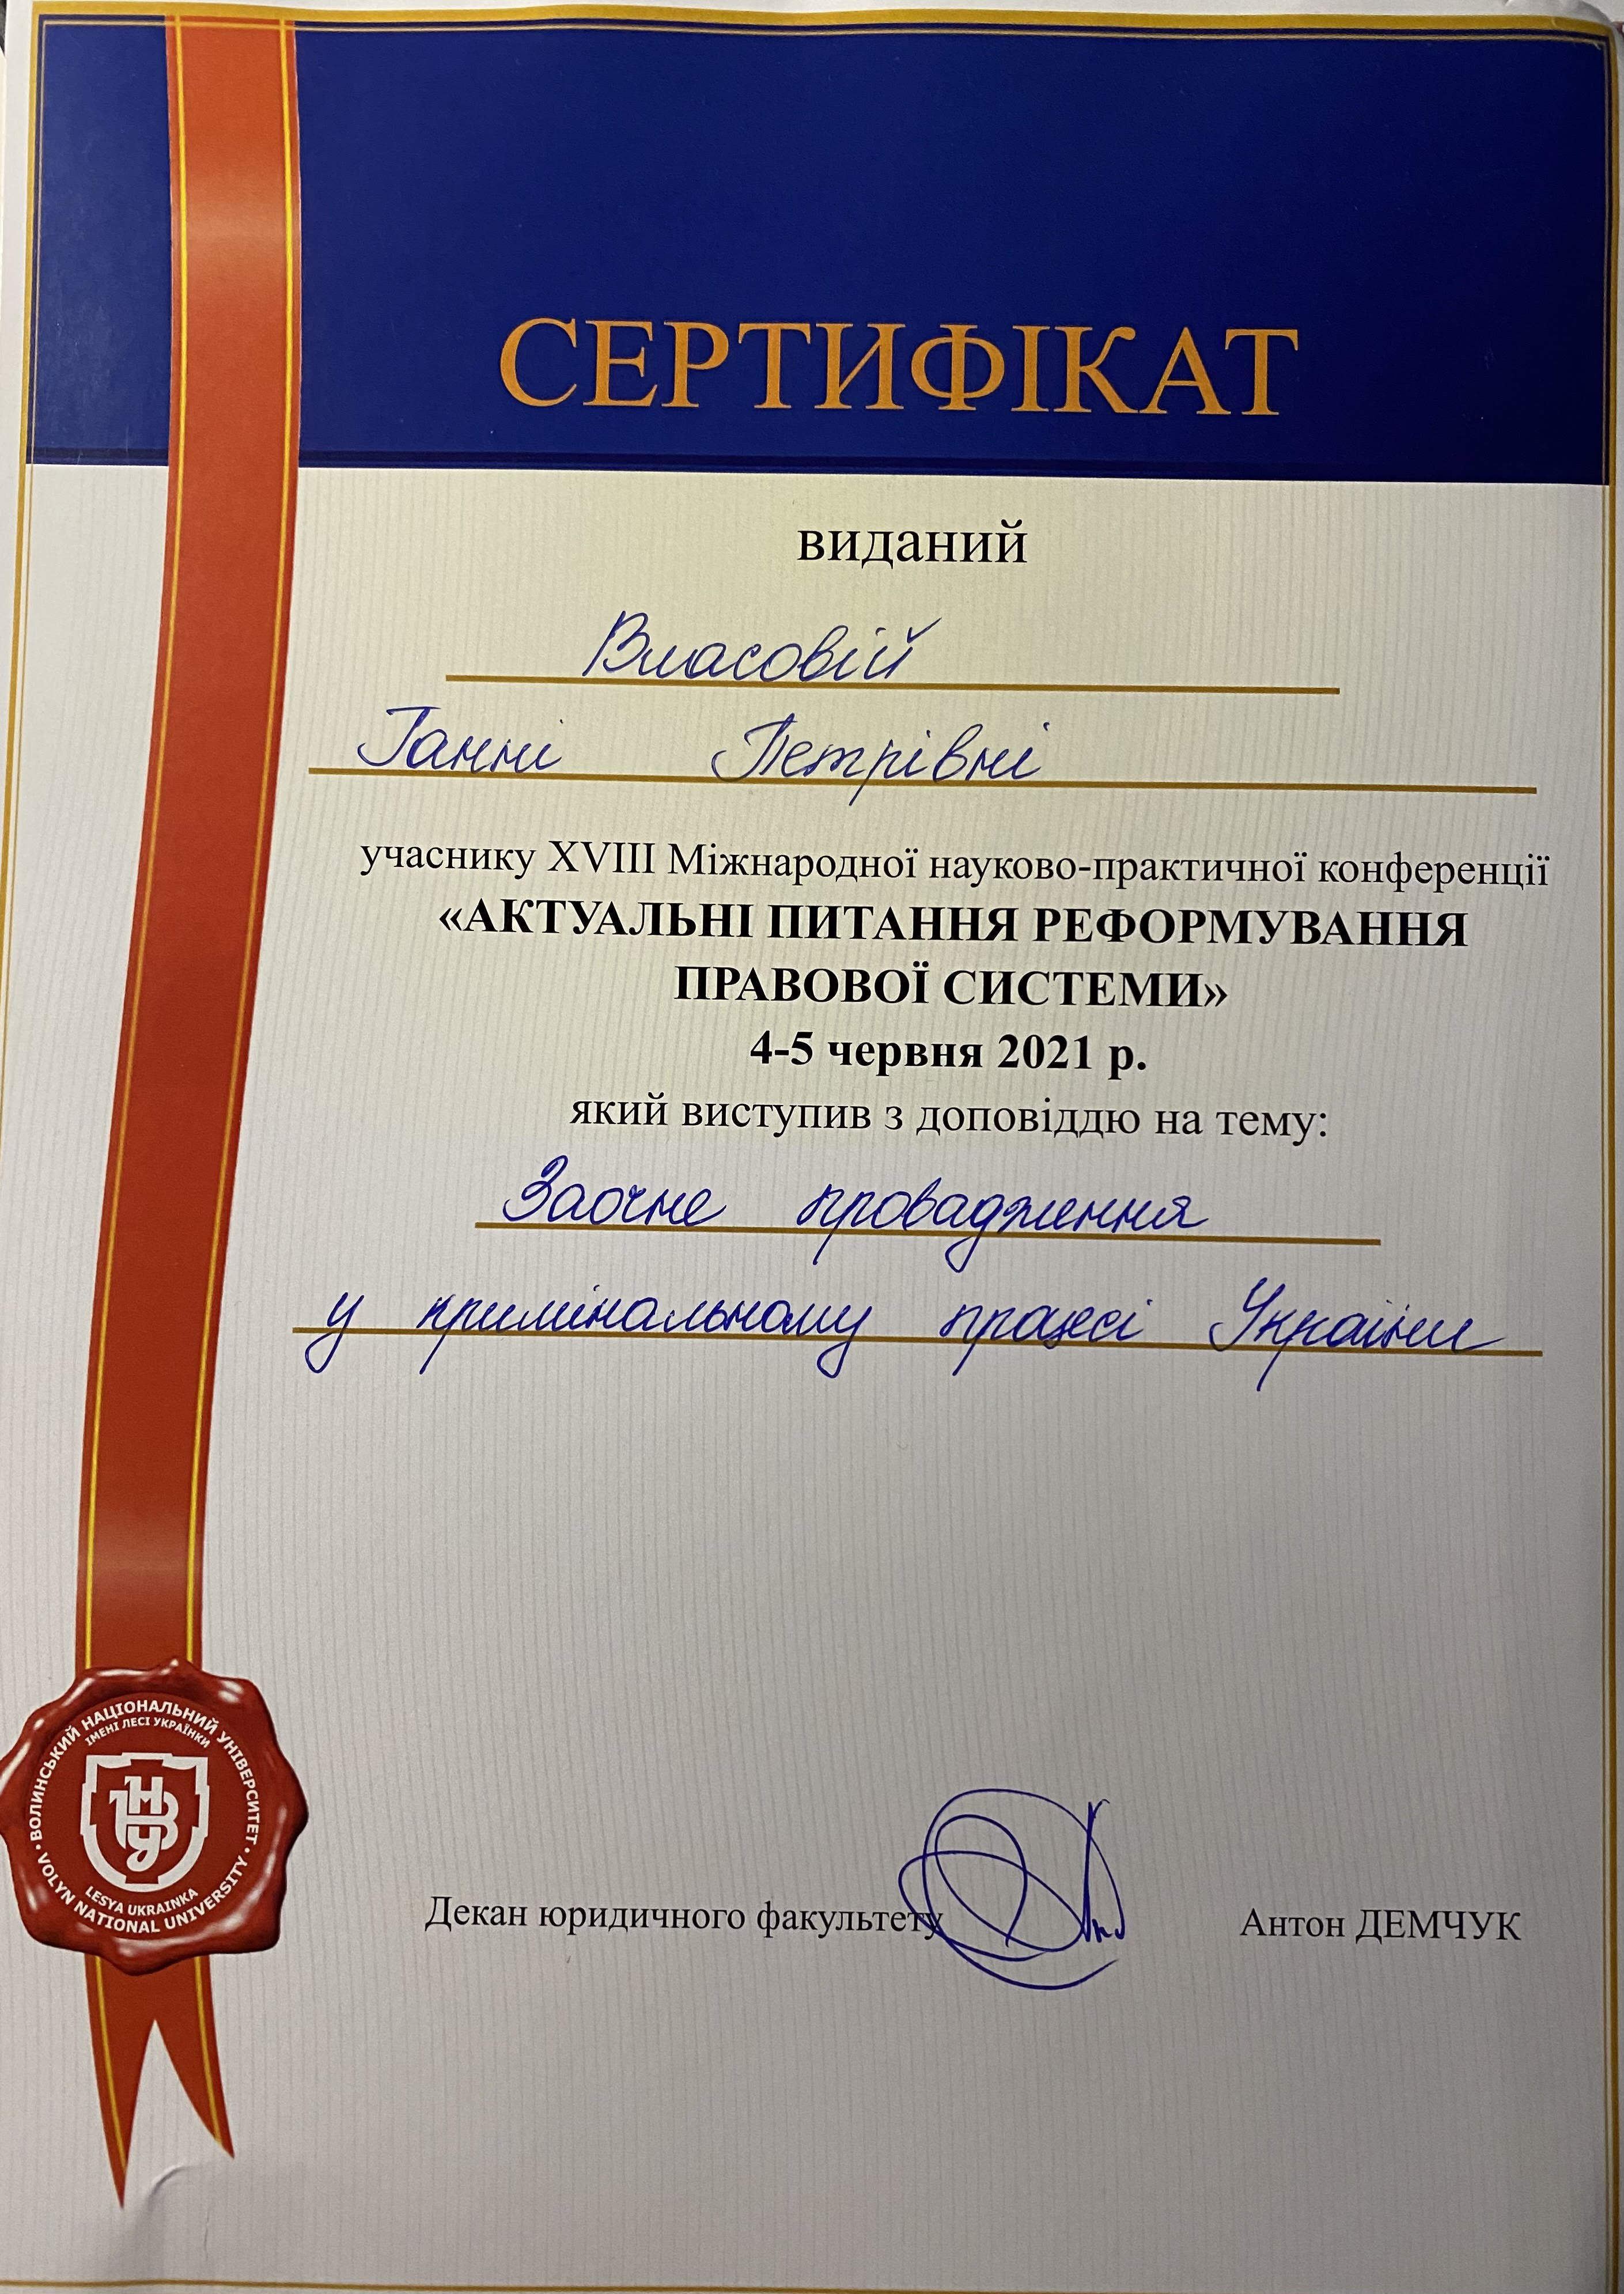 СЕРТИФІКАТ
виданий
Власовій
Ганні Петрівні
учаснику XVIII Міжнародної науково-практичної конференції
«АКТУАЛЬНІ ПИТАННЯ РЕФОРМУВАННЯ
ПРАВОВОЇ СИСТЕМИ»
4-5 червня 2021 р.
який виступив з доповіддю на тему:
Заочне провадження
у кримінальному процесі України
ВОЛИНСЬКИЙ НАЦІОНАЛЬНИЙ УНІВЕРСИТЕТ
ІМЕНІ ЛЕСІ УКРАЇНКИ
LESYA UKRAINKA
VOLYN NATIONAL UNIVERSITY
Декан юридичного факультету Антон ДЕМЧУК